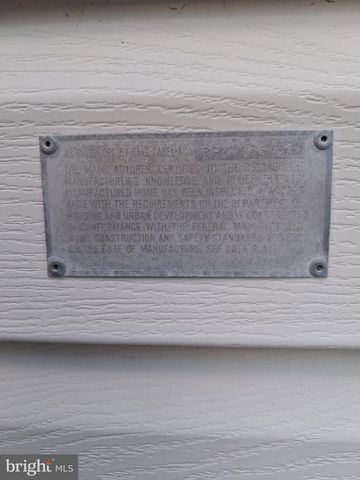 AS EVIDENCED BY THIS LABEL NO.
THE MANUFACTURER CERTIFIES TO THE BEST OF THE
MANUFACTURER'S KNOWLEDGE AND BELIEF THAT THIS
MANUFACTURED HOME HAS BEEN INSPECTED IN ACCORD-
ANCE WITH THE REQUIREMENTS OF THE DEPARTMENT OF
HOUSING AND URBAN DEVELOPMENT AND IS CONSTRUCTED
IN CONFORMANCE WITH THE FEDERAL MANUFACTURED
HOME CONSTRUCTION AND SAFETY STANDARDS IN EFFECT
ON THE DATE OF MANUFACTURE. SEE DATA PLATE.
bright MLS